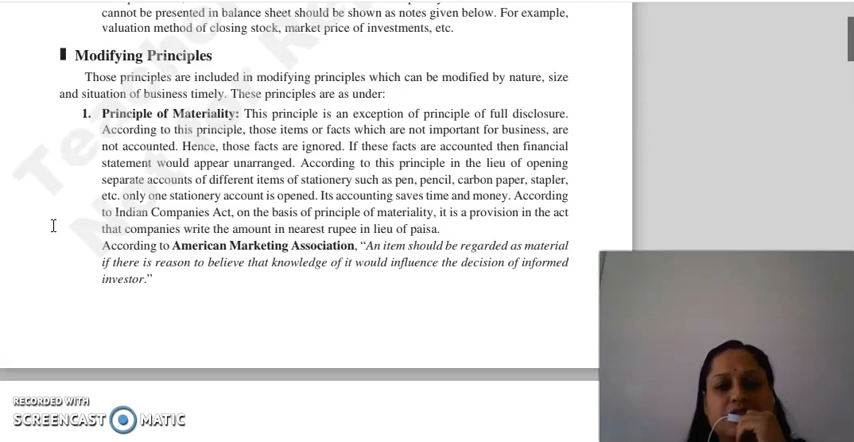 cannot be presented in balance sheet should be shown as notes given below. For example,
valuation method of closing stock, market price of investments, etc.
Modifying Principles
Those principles are included in modifying principles which can be modified by nature, size
and situation of business timely. These principles are as under:
1. Principle of Materiality: This principle is an exception of principle of full disclosure.
According to this principle, those items or facts which are not important for business, are
not accounted. Hence, those facts are ignored. If these facts are accounted then financial
statement would appear unarranged. According to this principle in the lieu of opening
separate accounts of different items of stationery such as pen, pencil, carbon paper, stapler,
etc. only one stationery account is opened. Its accounting saves time and money. According
to Indian Companies Act, on the basis of principle of materiality, it is a provision in the act
that companies write the amount in nearest rupee in lieu of paisa.
According to American Marketing Association, “An item should be regarded as material
if there is reason to believe that knowledge of it would influence the decision of informed
investor.”
RECORDED WITH
SCREENCAST MATIC